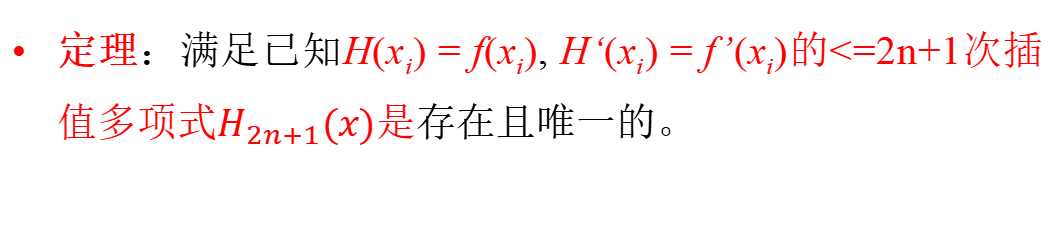 • 定理：满足已知H(xᵢ) = f(xᵢ), H‘(xᵢ) = f’(xᵢ)的<=2n+1次插
值多项式H₂ₙ₊₁(x)是存在且唯一的。